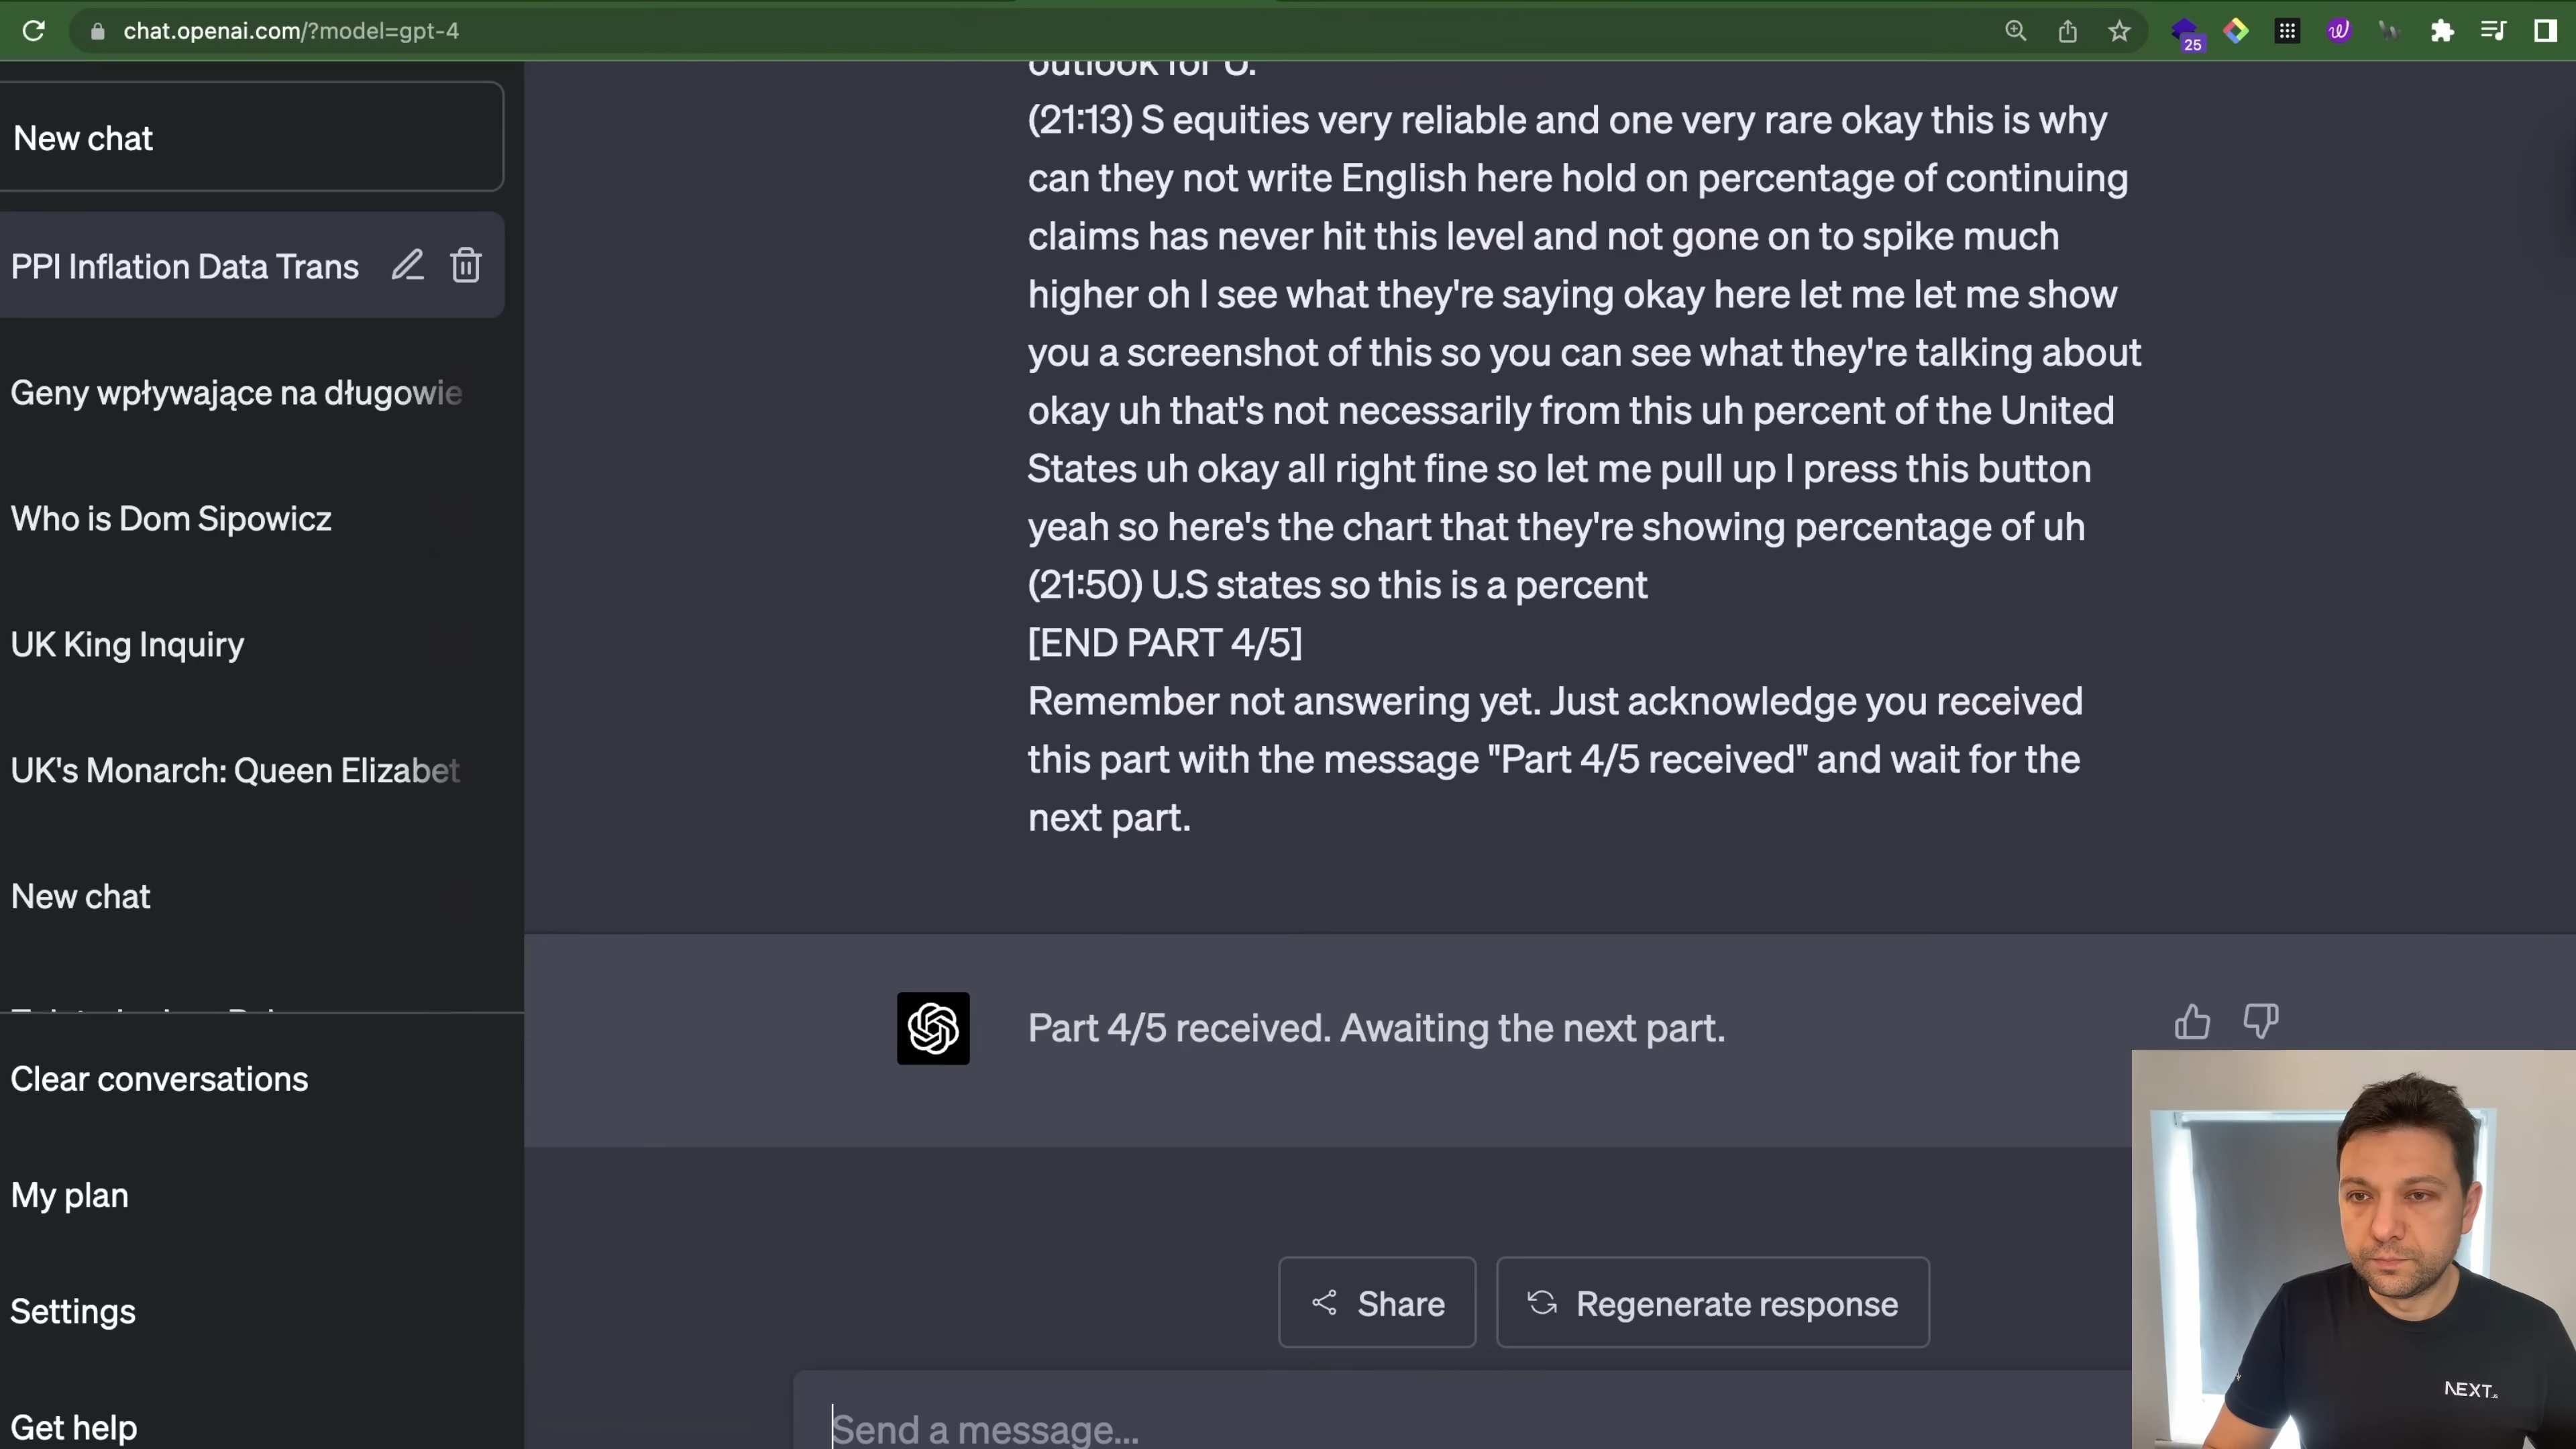 chat.openai.com/?model=gpt-4
25
New chat
PPI Inflation Data Trans
Geny wpływające na długowie
Who is Dom Sipowicz
UK King Inquiry
UK's Monarch: Queen Elizabet
New chat
Clear conversations
My plan
Settings
Get help
outlook for U.
(21:13) S equities very reliable and one very rare okay this is why
can they not write English here hold on percentage of continuing
claims has never hit this level and not gone on to spike much
higher oh I see what they're saying okay here let me let me show
you a screenshot of this so you can see what they're talking about
okay uh that's not necessarily from this uh percent of the United
States uh okay all right fine so let me pull up I press this button
yeah so here's the chart that they're showing percentage of uh
(21:50) U.S states so this is a percent
[END PART 4/5]
Remember not answering yet. Just acknowledge you received
this part with the message "Part 4/5 received" and wait for the
next part.
Part 4/5 received. Awaiting the next part.
Share
Regenerate response
Send a message...
NEXT.JS